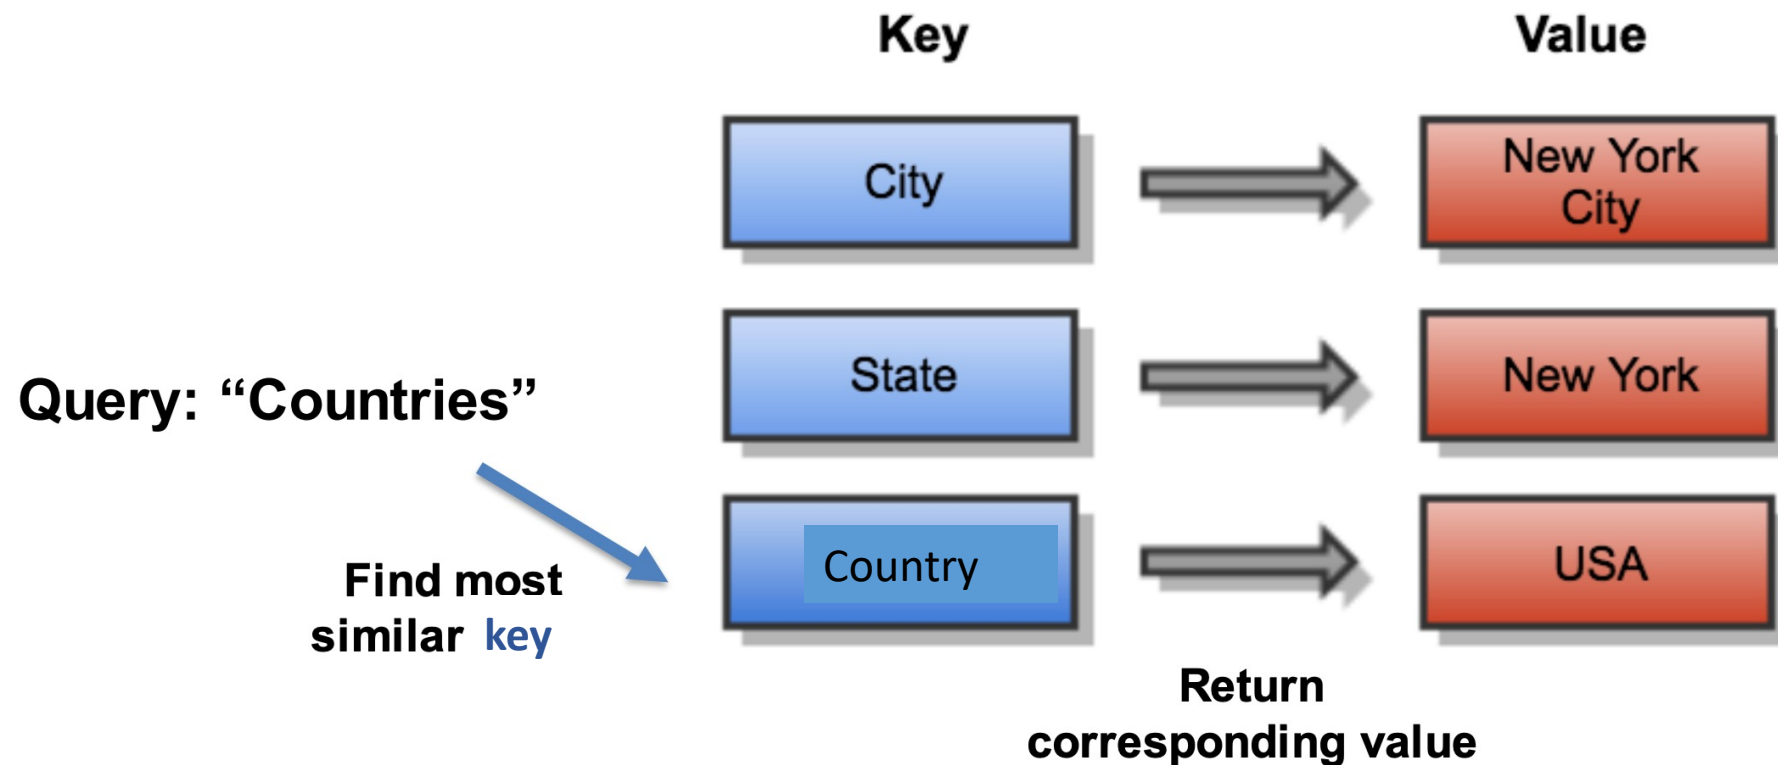 Key
Value
City
New York
City
State
New York
Query: “Countries”
Country
USA
Find most
similar key
Return
corresponding value